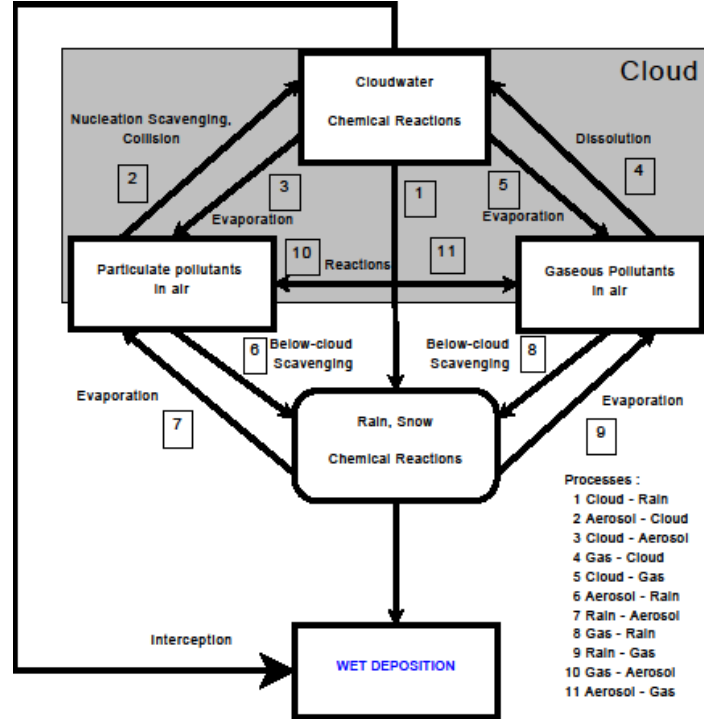 Cloud
Cloudwater
Chemical Reactions
Nucleation Scavenging,
Collision
Dissolution
2
3
1
5
4
Evaporation
Evaporation
10
Reactions
11
Particulate pollutants
in air
Gaseous Pollutants
in air
6
Below-cloud
Scavenging
Below-cloud
Scavenging
8
Evaporation
7
Evaporation
9
Rain, Snow
Chemical Reactions
Processes :
1 Cloud - Rain
2 Aerosol - Cloud
3 Cloud - Aerosol
4 Gas - Cloud
5 Cloud - Gas
6 Aerosol - Rain
7 Rain - Aerosol
8 Gas - Rain
9 Rain - Gas
10 Gas - Aerosol
11 Aerosol - Gas
Interception
WET DEPOSITION